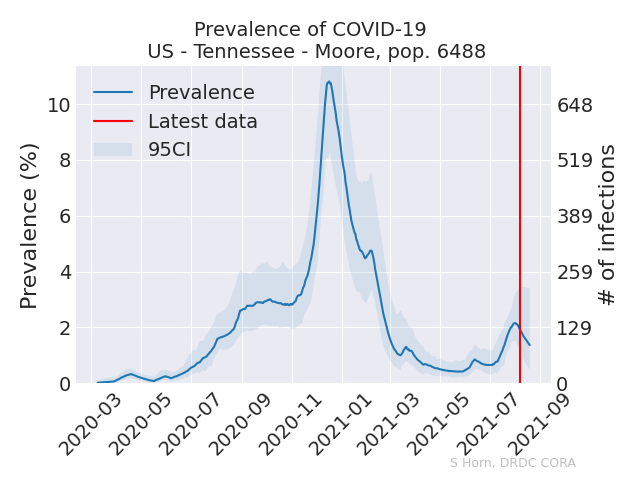 Prevalence of COVID-19
US - Tennessee - Moore, pop. 6488
Prevalence
Latest data
95CI
Prevalence (%)
10
8
6
4
2
0
648
519
389
259
129
0
# of infections
2020-03
2020-05
2020-07
2020-09
2020-11
2021-01
2021-03
2021-05
2021-07
2021-09
S Horn, DRDC CORA